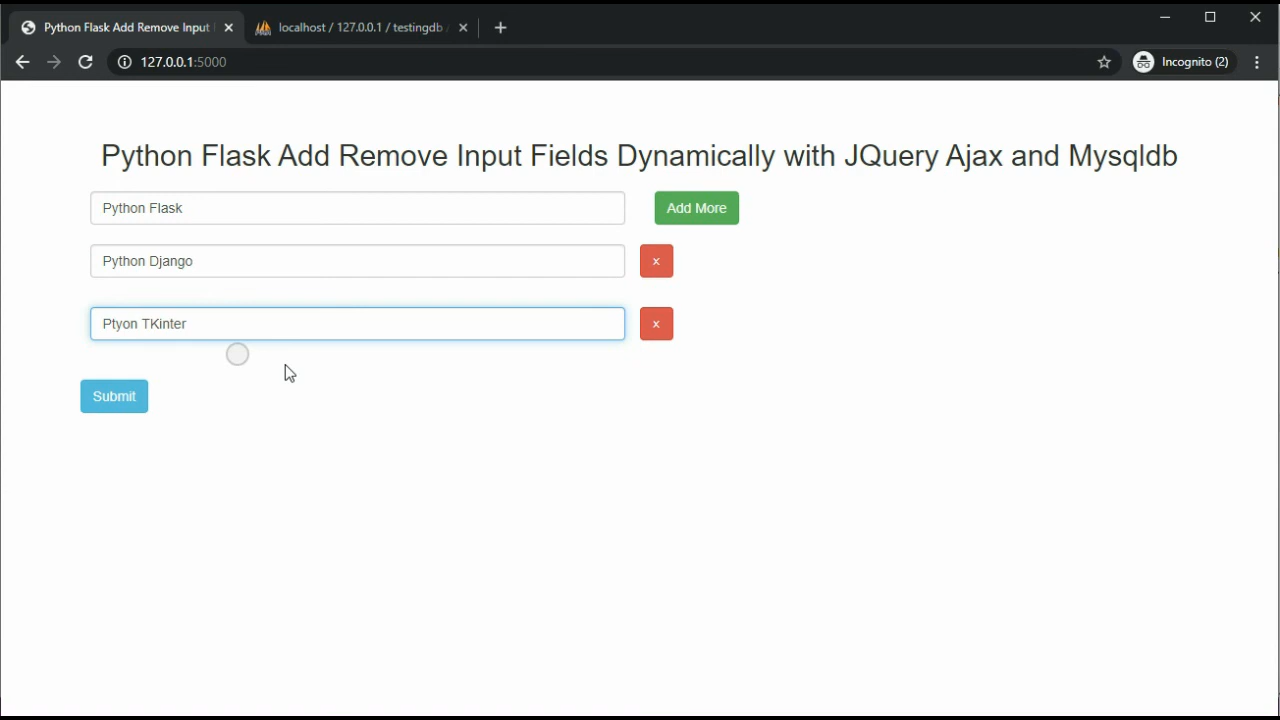 Python Flask Add Remove Input
localhost / 127.0.0.1 / testingdb
127.0.0.1:5000
Incognito (2)
Python Flask Add Remove Input Fields Dynamically with JQuery Ajax and Mysqldb
Python Flask
Add More
Python Django
x
Ptyon TKinter
x
Submit